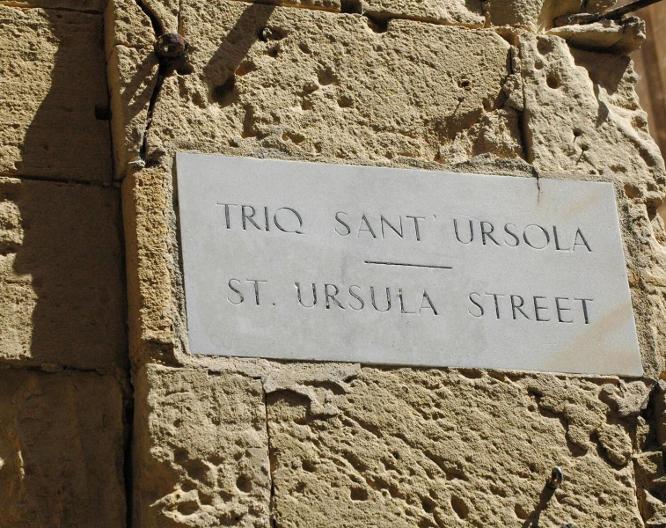 TRIQ SANT' URSOLA
ST. URSULA STREET